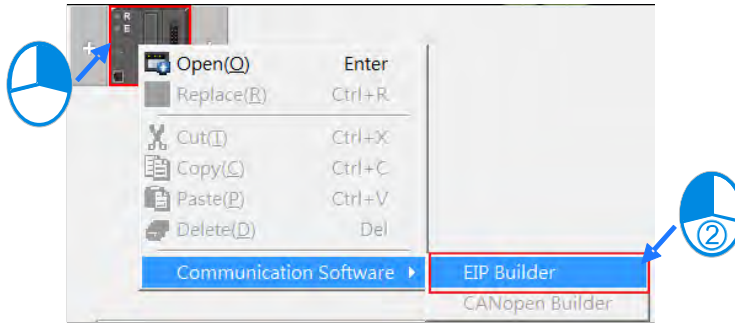 R
E
Open(O) Enter
Replace(R) Ctrl+R
Cut(T) Ctrl+X
Copy(C) Ctrl+C
Paste(P) Ctrl+V
Delete(D) Del
Communication Software
EIP Builder
②
CANopen Builder